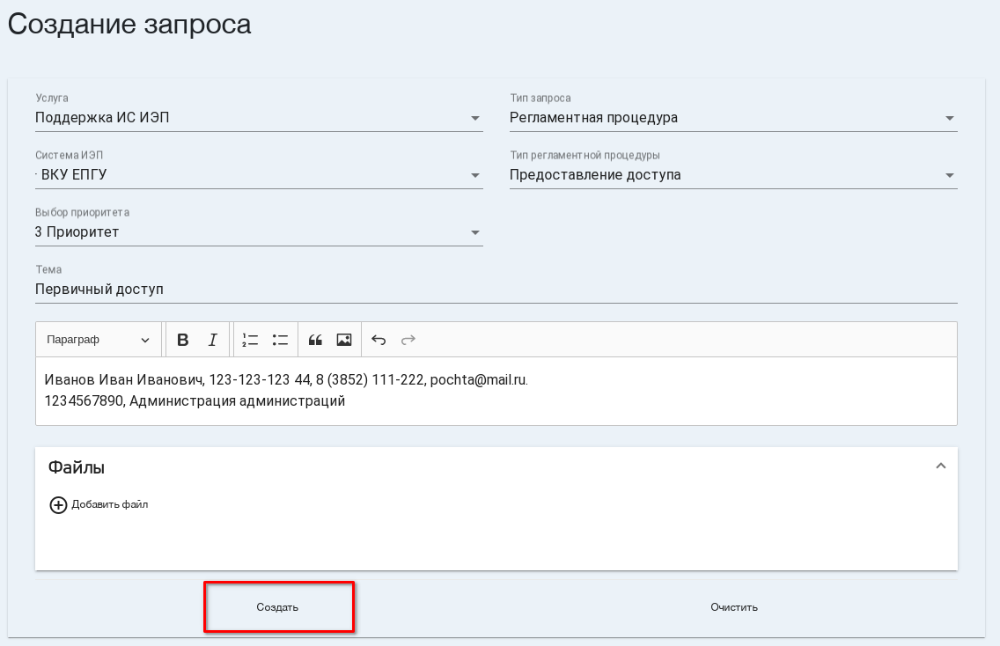 Создание запроса
Услуга
Поддержка ИС ИЭП
Тип запроса
Регламентная процедура
Система ИЭП
· ВКУ ЕПГУ
Тип регламентной процедуры
Предоставление доступа
Выбор приоритета
3 Приоритет
Тема
Первичный доступ
Параграф
Иванов Иван Иванович, 123-123-123 44, 8 (3852) 111-222, pochta@mail.ru.
1234567890, Администрация администраций
Файлы
Добавить файл
Создать
Очистить